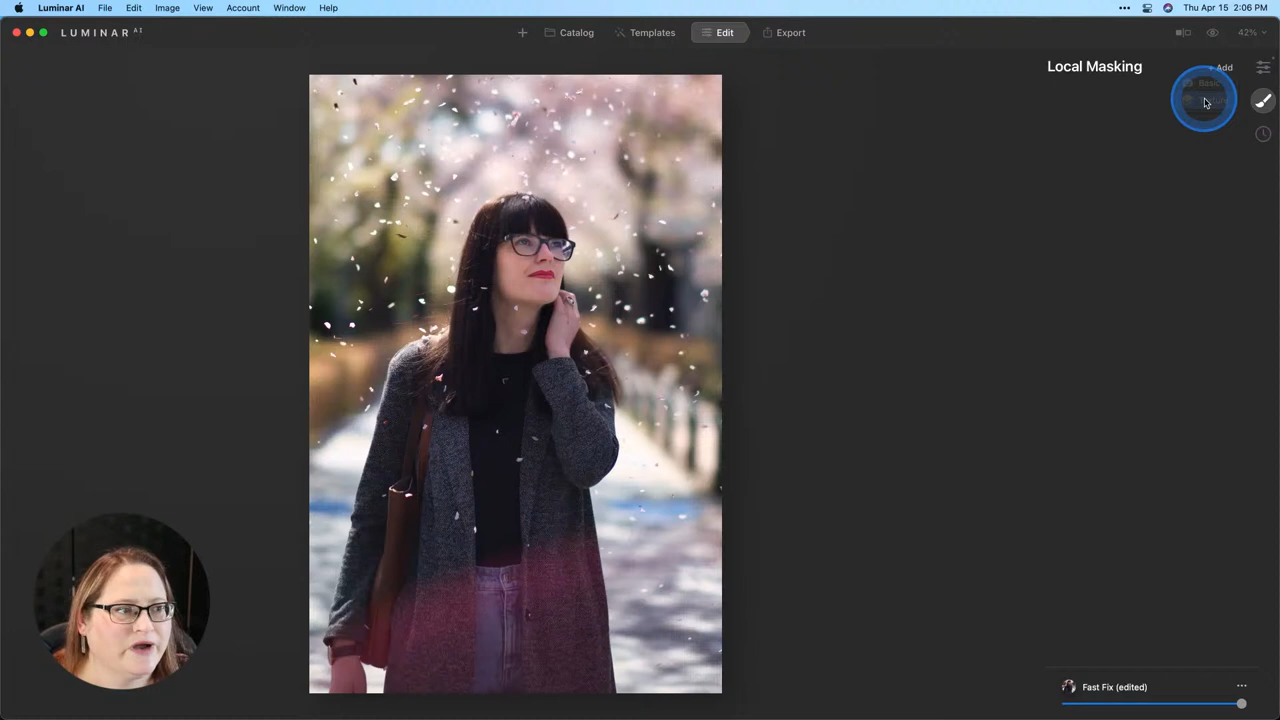 Luminar AI File Edit Image View Account Window Help Thu Apr 15 2:06 PM
LUMINAR AI Catalog Templates Edit Export 42%
Local Masking + Add
Basic
Fast Fix (edited)